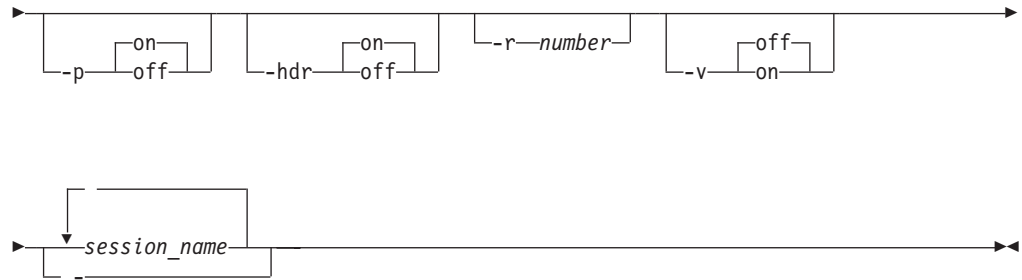 on on off
-p off -hdr off -r number -v on
session_name
-